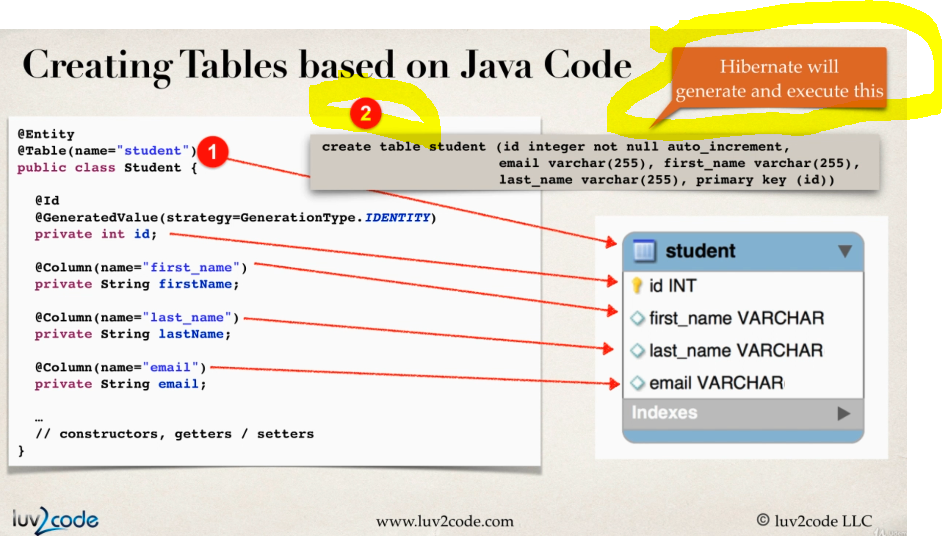 Creating Tables based on Java Code
Hibernate will
generate and execute this
2
@Entity
@Table(name="student")
1
public class Student {
create table student (id integer not null auto_increment,
email varchar(255), first_name varchar(255),
last_name varchar(255), primary key (id))
@Id
@GeneratedValue(strategy=GenerationType.IDENTITY)
private int id;
@Column(name="first_name")
private String firstName;
@Column(name="last_name")
private String lastName;
@Column(name="email")
private String email;
…
// constructors, getters / setters
}
student
id INT
first_name VARCHAR
last_name VARCHAR
email VARCHAR
Indexes
luv2code
www.luv2code.com
© luv2code LLC